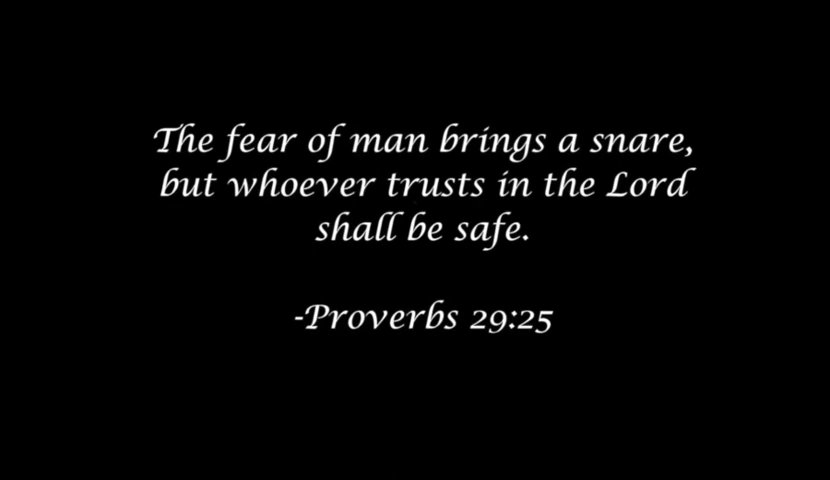 The fear of man brings a snare,
but whoever trusts in the Lord
shall be safe.
-Proverbs 29:25